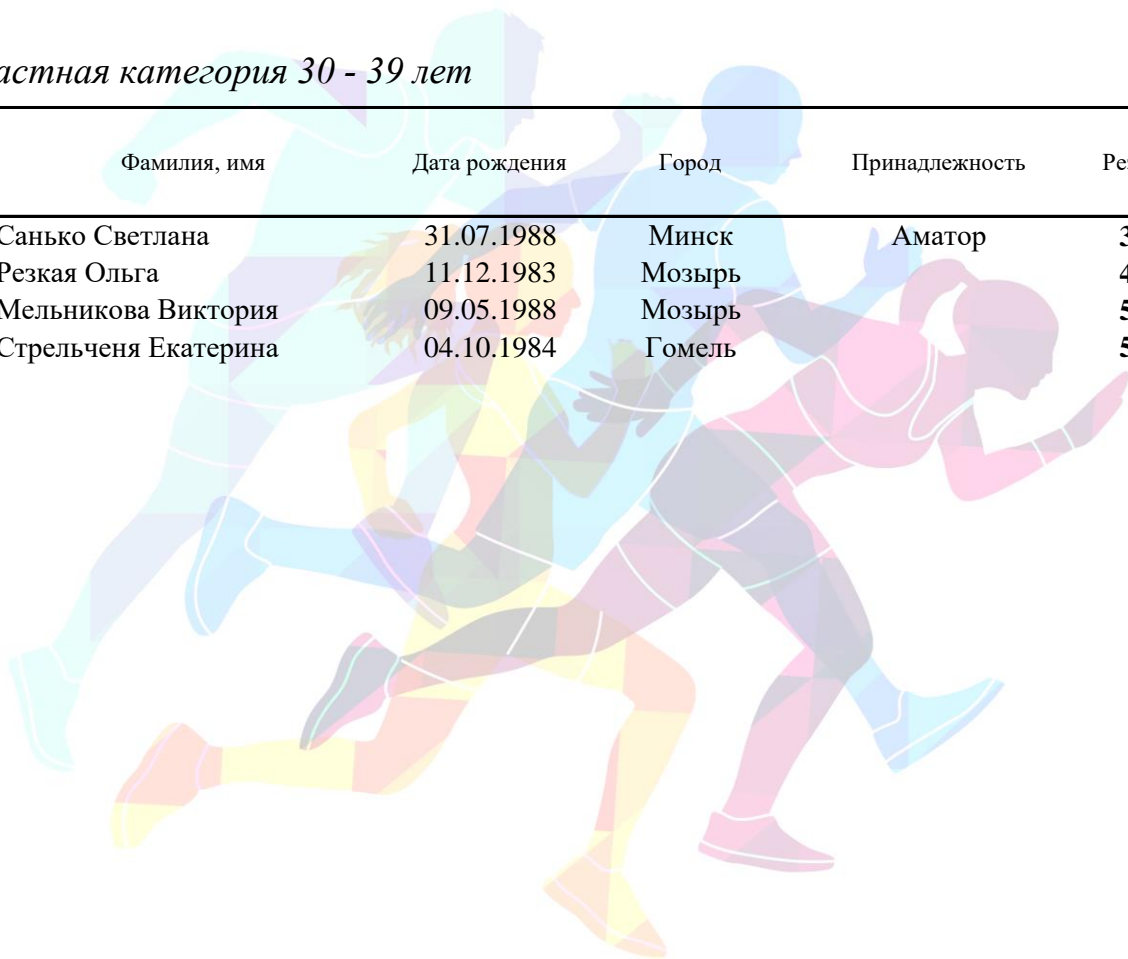 астная категория 30 - 39 лет
Фамилия, имя Дата рождения Город Принадлежность Рез
Санько Светлана 31.07.1988 Минск Аматор 3
Резкая Ольга 11.12.1983 Мозырь 4
Мельникова Виктория 09.05.1988 Мозырь 5
Стрельченя Екатерина 04.10.1984 Гомель 5